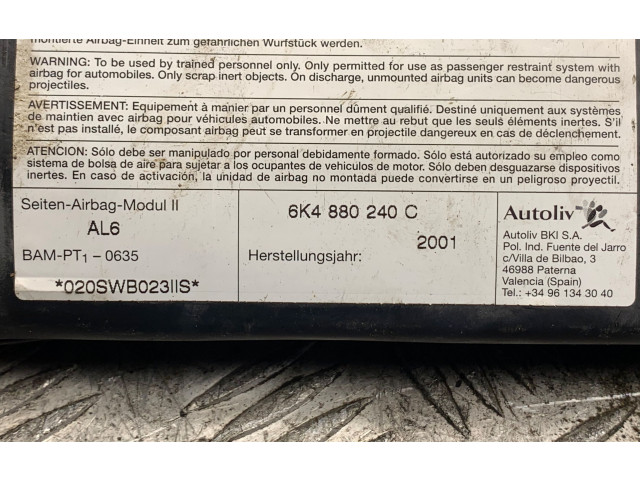 montierte Airbag-Einheit zum gefährlichen Wurfstück werden.
WARNING: To be used by trained personnel only. Only permitted for use as passenger restraint system with
airbag for automobiles. Only scrap inert objects. On discharge, unmounted airbag units can become dangerous
projectiles.
AVERTISSEMENT: Equipement à manier par un personnel dûment qualifié. Destiné uniquement aux systèmes
de maintien avec airbag pour véhicules automobiles. Ne mettre au rebut que les seuls éléments inertes. S'il
n'est pas installé, le composant airbag peut se transformer en projectile dangereux en cas de déclenchement.
ATENCION: Sólo debe ser manipulado por personal debidamente formado. Sólo está autorizado su empleo como
sistema de bolsa de aire para sujetar a los ocupantes de vehículos de motor. Sólo deben desguazarse dispositivos
inertes. En caso de activación, la unidad de airbag no montada puede convertirse en un peligroso proyectil.
Seiten-Airbag-Modul II
AL6
BAM-PT1 - 0635
*020SWB023IIS*
6K4 880 240 C
2001
Herstellungsjahr:
Autoliv
Autoliv BKI S.A.
Pol. Ind. Fuente del Jarro
c/Villa de Bilbao, 3
46988 Paterna
Valencia (Spain)
Tel.: +34 96 134 30 40